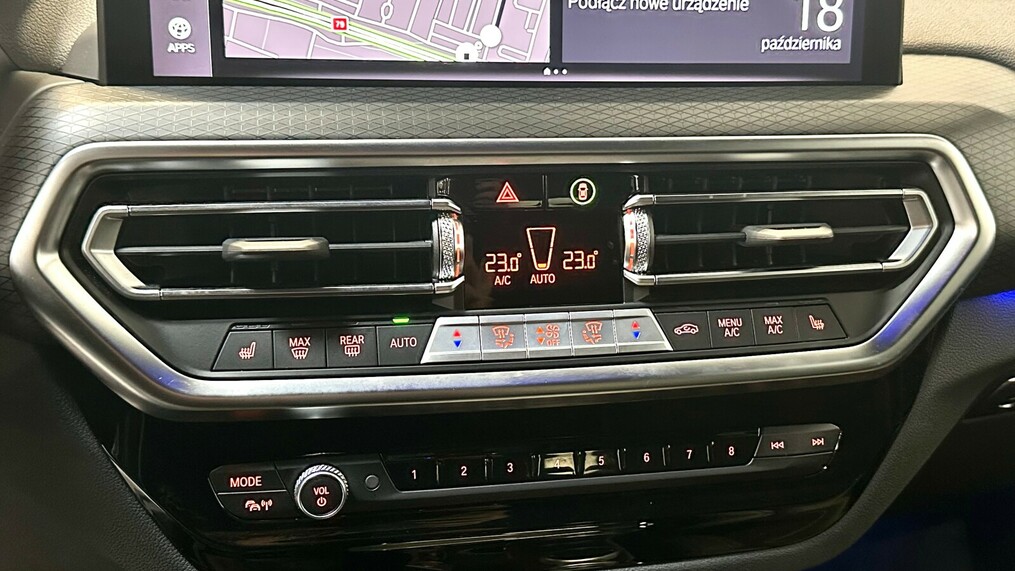 APPS
79
Podłącz nowe urządzenie
18
października
23.0° 23.0°
A/C AUTO
MAX REAR AUTO OFF MENU A/C MAX A/C
MODE VOL 1 2 3 4 5 6 7 8